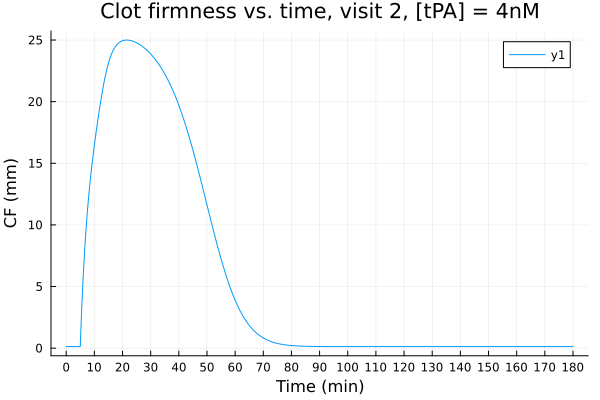 Clot firmness vs. time, visit 2, [tPA] = 4nM
y1
25
20
15
10
5
0
CF (mm)
0 10 20 30 40 50 60 70 80 90 100 110 120 130 140 150 160 170 180
Time (min)